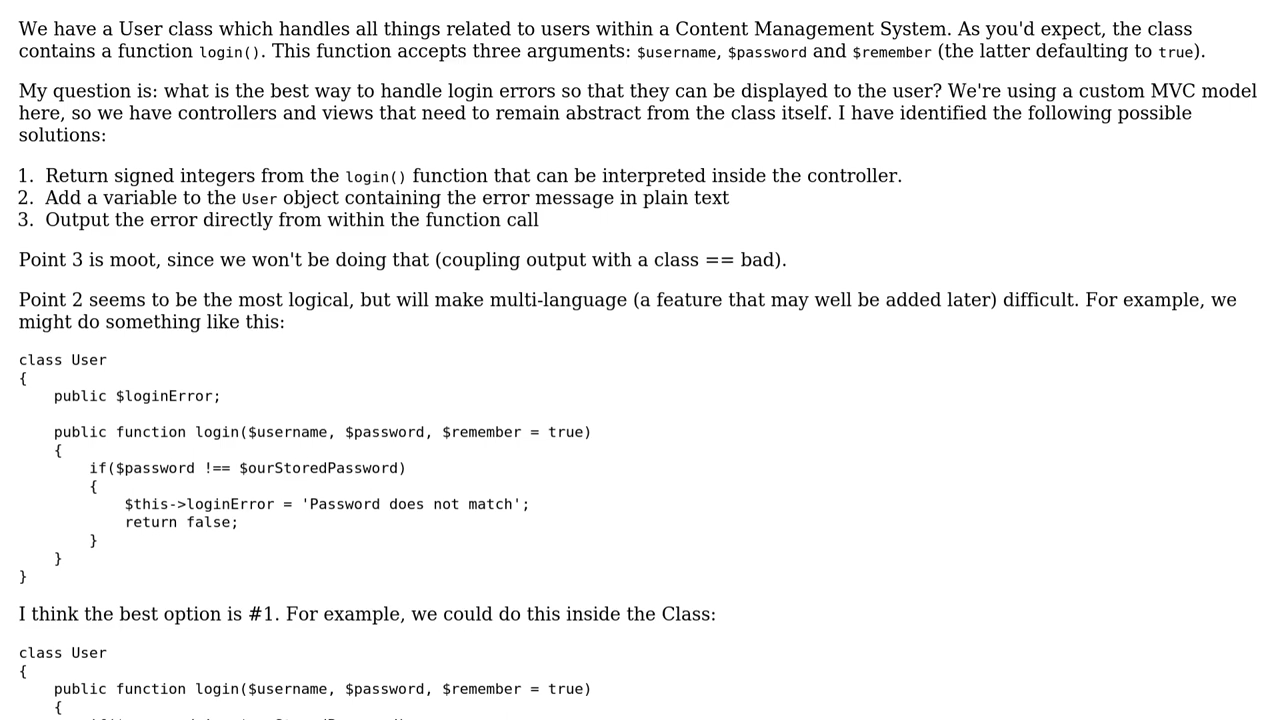 We have a User class which handles all things related to users within a Content Management System. As you'd expect, the class
contains a function login(). This function accepts three arguments: $username, $password and $remember (the latter defaulting to true).
My question is: what is the best way to handle login errors so that they can be displayed to the user? We're using a custom MVC model
here, so we have controllers and views that need to remain abstract from the class itself. I have identified the following possible
solutions:
1. Return signed integers from the login() function that can be interpreted inside the controller.
2. Add a variable to the User object containing the error message in plain text
3. Output the error directly from within the function call
Point 3 is moot, since we won't be doing that (coupling output with a class == bad).
Point 2 seems to be the most logical, but will make multi-language (a feature that may well be added later) difficult. For example, we
might do something like this:
class User
{
    public $loginError;
    public function login($username, $password, $remember = true)
    {
        if($password !== $ourStoredPassword)
        {
            $this->loginError = 'Password does not match';
            return false;
        }
    }
}
I think the best option is #1. For example, we could do this inside the Class:
class User
{
    public function login($username, $password, $remember = true)
    {